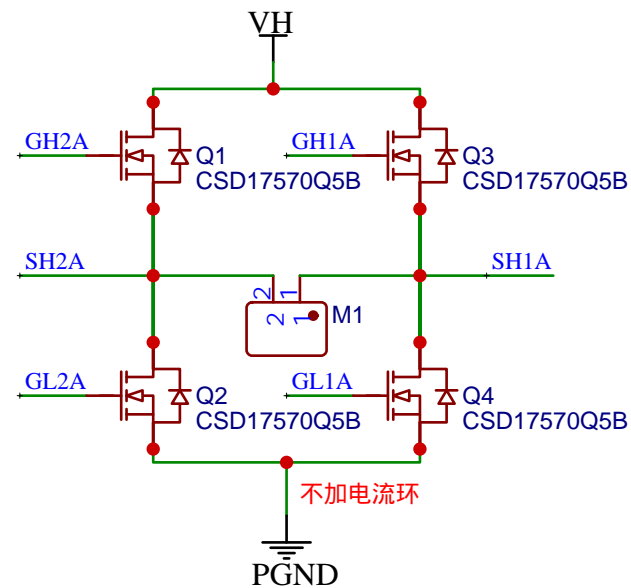 VH
GH2A
Q1
CSD17570Q5B
GH1A
Q3
CSD17570Q5B
SH2A
SH1A
2
1
2
1
M1
GL2A
Q2
CSD17570Q5B
GL1A
Q4
CSD17570Q5B
不加电流环
PGND